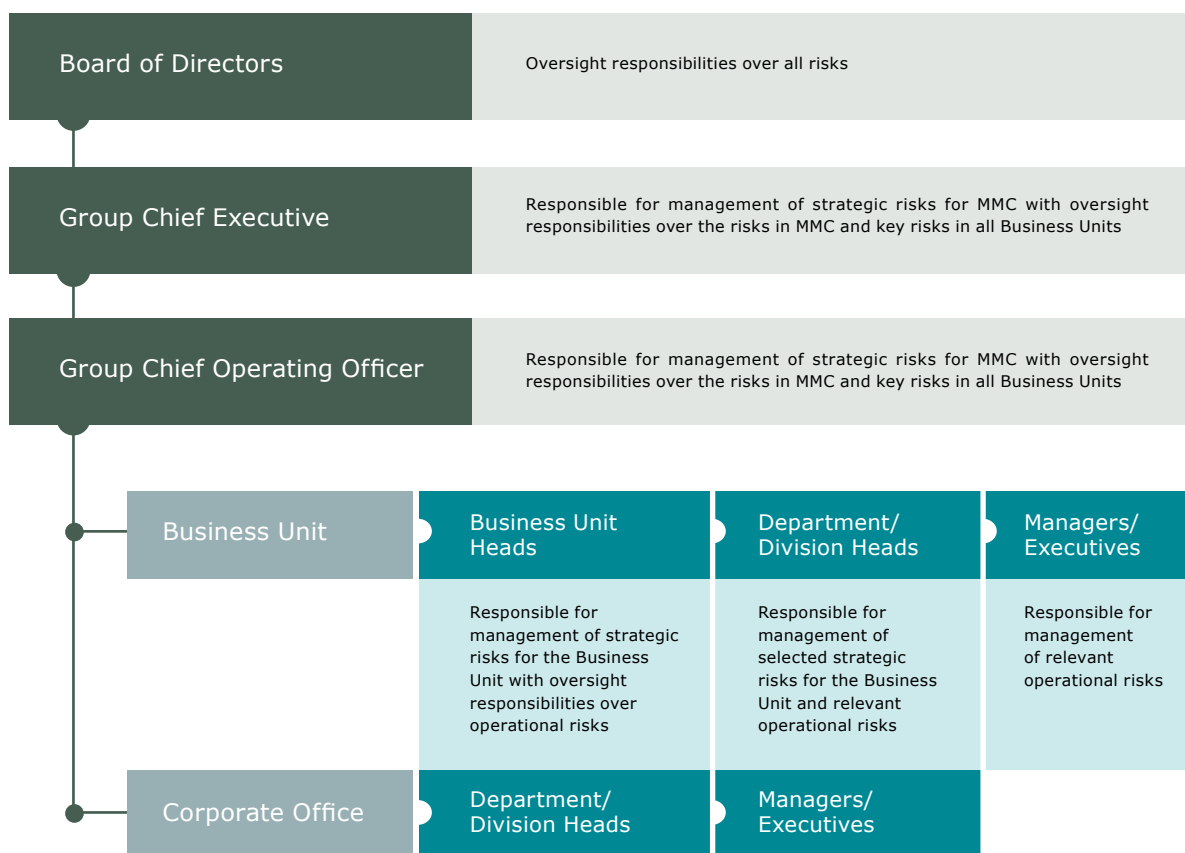 Board of Directors
Oversight responsibilities over all risks
Group Chief Executive
Responsible for management of strategic risks for MMC with oversight
responsibilities over the risks in MMC and key risks in all Business Units
Group Chief Operating Officer
Responsible for management of strategic risks for MMC with oversight
responsibilities over the risks in MMC and key risks in all Business Units
Business Unit
Business Unit
Heads
Responsible for
management of strategic
risks for the Business
Unit with oversight
responsibilities over
operational risks
Department/
Division Heads
Responsible for
management of
selected strategic
risks for the Business
Unit and relevant
operational risks
Managers/
Executives
Responsible for
management
of relevant
operational risks
Corporate Office
Department/
Division Heads
Managers/
Executives